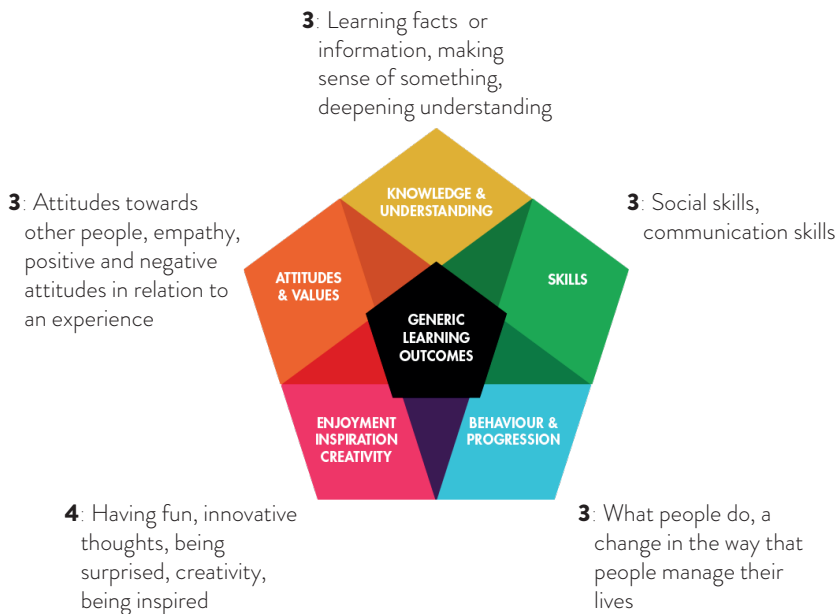 3: Learning facts or
information, making
sense of something,
deepening understanding
KNOWLEDGE &
UNDERSTANDING
3: Attitudes towards
other people, empathy,
positive and negative
attitudes in relation to
an experience
ATTITUDES
& VALUES
SKILLS
3: Social skills,
communication skills
GENERIC
LEARNING
OUTCOMES
ENJOYMENT
INSPIRATION
CREATIVITY
BEHAVIOUR &
PROGRESSION
4: Having fun, innovative
thoughts, being
surprised, creativity,
being inspired
3: What people do, a
change in the way that
people manage their
lives